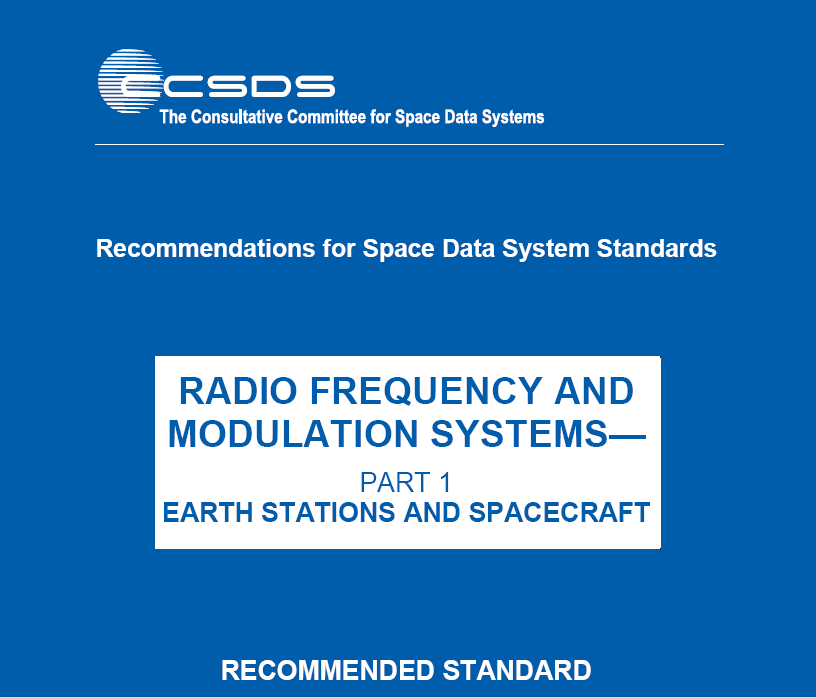 CCSDS
The Consultative Committee for Space Data Systems
Recommendations for Space Data System Standards
RADIO FREQUENCY AND
MODULATION SYSTEMS—
PART 1
EARTH STATIONS AND SPACECRAFT
RECOMMENDED STANDARD